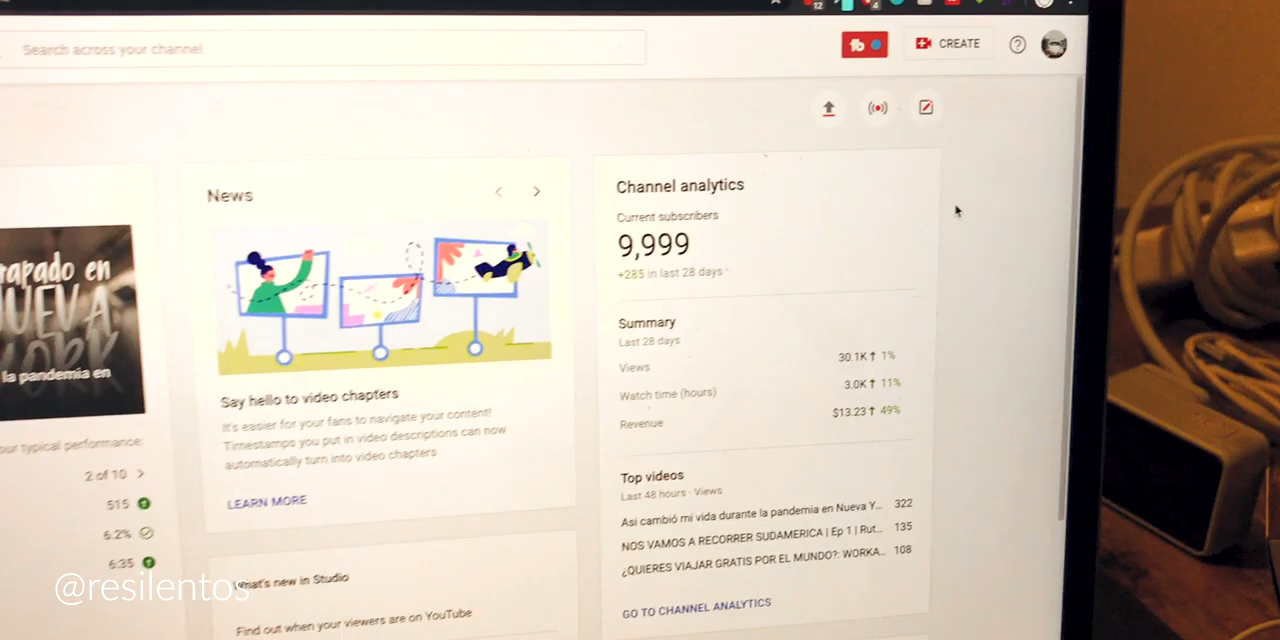 12
4
Search across your channel
tb
CREATE
rapado en
NUEVA
YORK
la pandemia en
our typical performance:
2 of 10
515
6.2%
6:35
News
Say hello to video chapters
It's easier for your fans to navigate your content!
Timestamps you put in video descriptions can now
automatically turn into video chapters
LEARN MORE
What's new in Studio
Find out when your viewers are on YouTube
Channel analytics
Current subscribers
9,999
+285 in last 28 days
Summary
Last 28 days
Views 30.1K 1%
Watch time (hours) 3.0K 11%
Revenue $13.23 49%
Top videos
Last 48 hours · Views
Asi cambió mi vida durante la pandemia en Nueva Y... 322
NOS VAMOS A RECORRER SUDAMERICA | Ep 1 | Rut... 135
¿QUIERES VIAJAR GRATIS POR EL MUNDO?: WORKA... 108
GO TO CHANNEL ANALYTICS
@resilentos